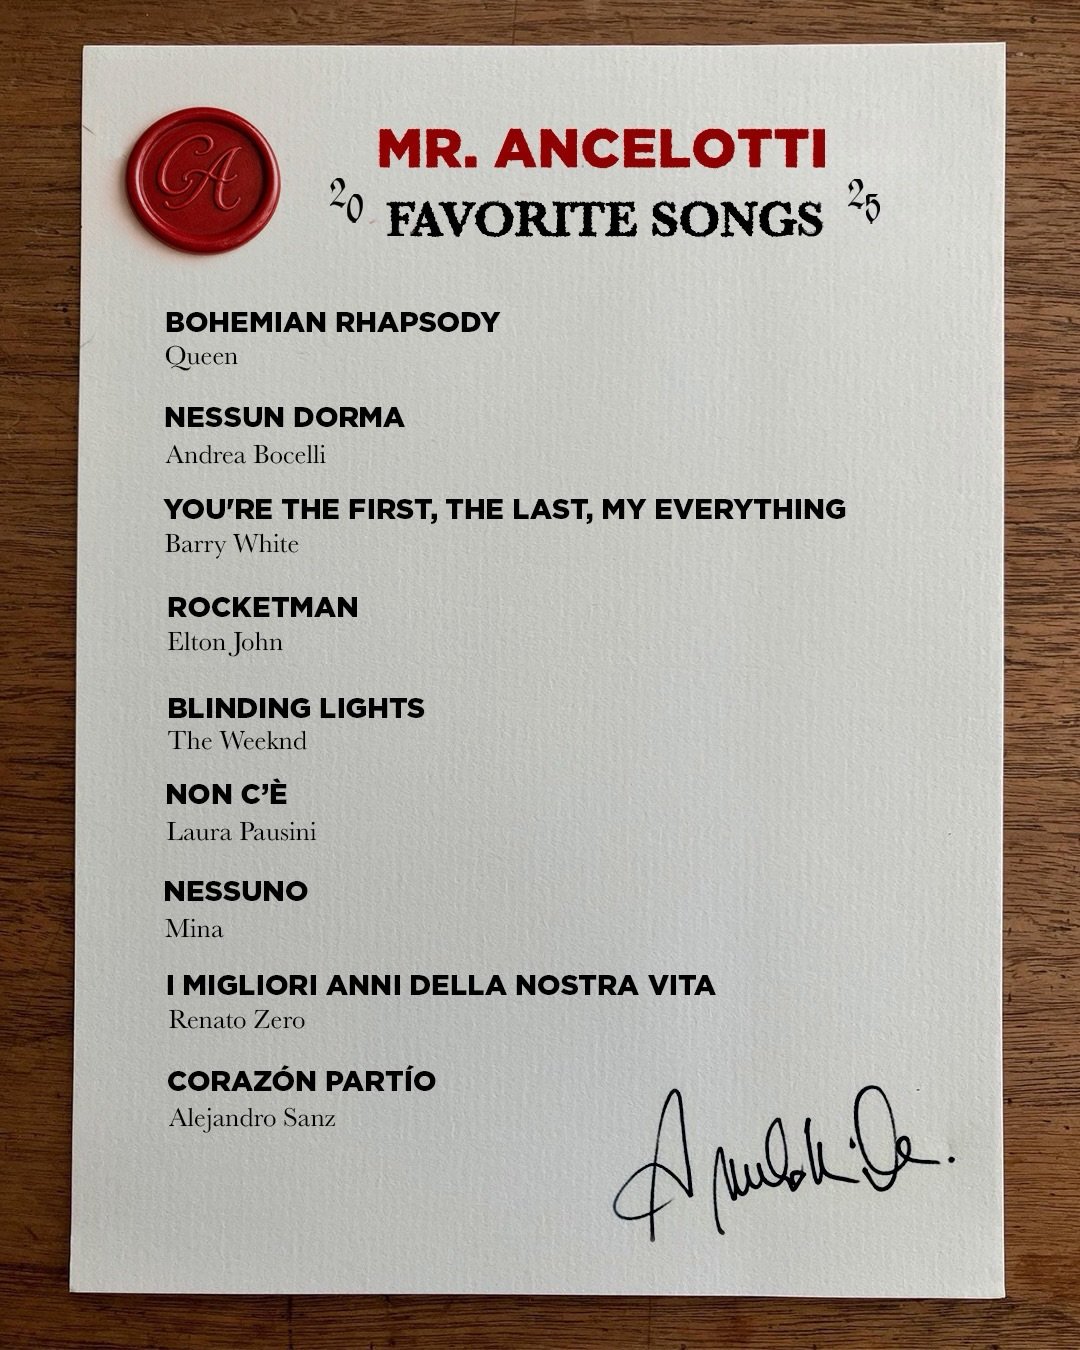 CA
MR. ANCELOTTI
20 FAVORITE SONGS 25
BOHEMIAN RHAPSODY
Queen
NESSUN DORMA
Andrea Bocelli
YOU'RE THE FIRST, THE LAST, MY EVERYTHING
Barry White
ROCKETMAN
Elton John
BLINDING LIGHTS
The Weeknd
NON C’È
Laura Pausini
NESSUNO
Mina
I MIGLIORI ANNI DELLA NOSTRA VITA
Renato Zero
CORAZÓN PARTÍO
Alejandro Sanz